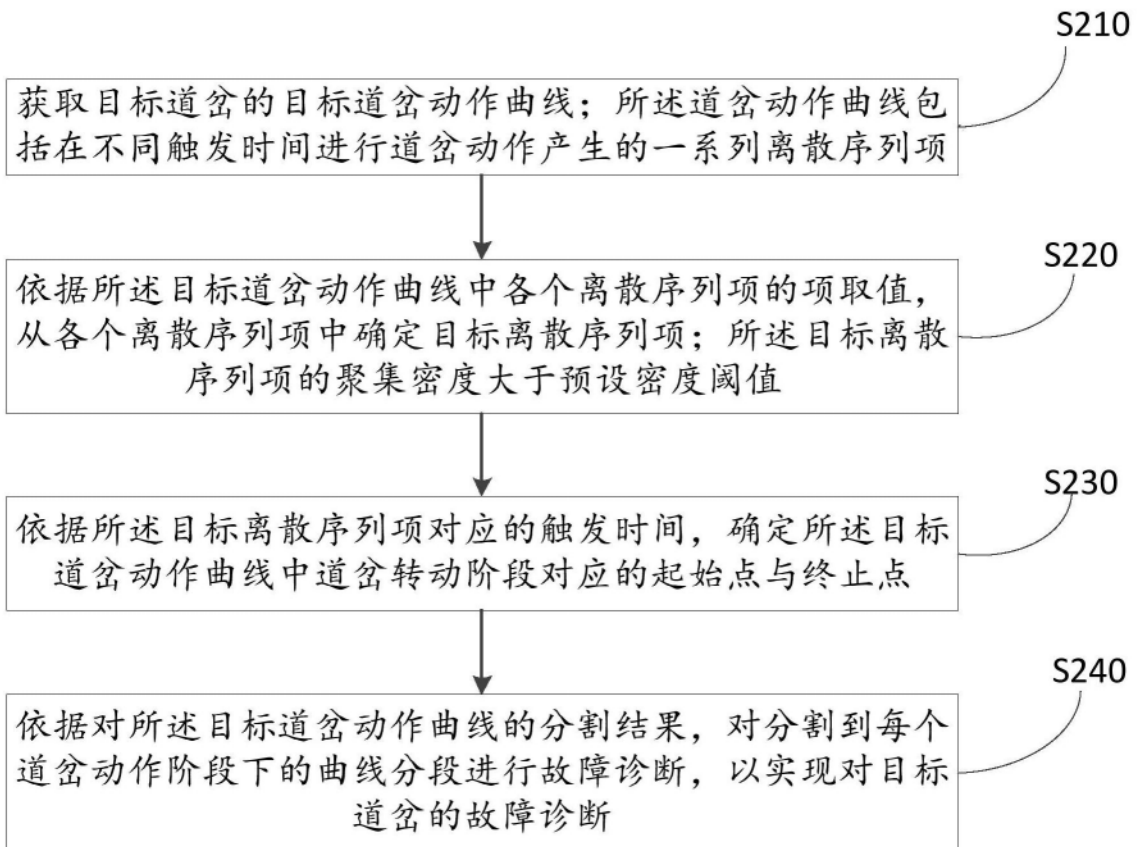 S210
获取目标道岔的目标道岔动作曲线；所述道岔动作曲线包
括在不同触发时间进行道岔动作产生的一系列离散序列项
S220
依据所述目标道岔动作曲线中各个离散序列项的项取值，
从各个离散序列项中确定目标离散序列项；所述目标离散
序列项的聚集密度大于预设密度阈值
S230
依据所述目标离散序列项对应的触发时间，确定所述目标
道岔动作曲线中道岔转动阶段对应的起始点与终止点
S240
依据对所述目标道岔动作曲线的分割结果，对分割到每个
道岔动作阶段下的曲线分段进行故障诊断，以实现对目标
道岔的故障诊断